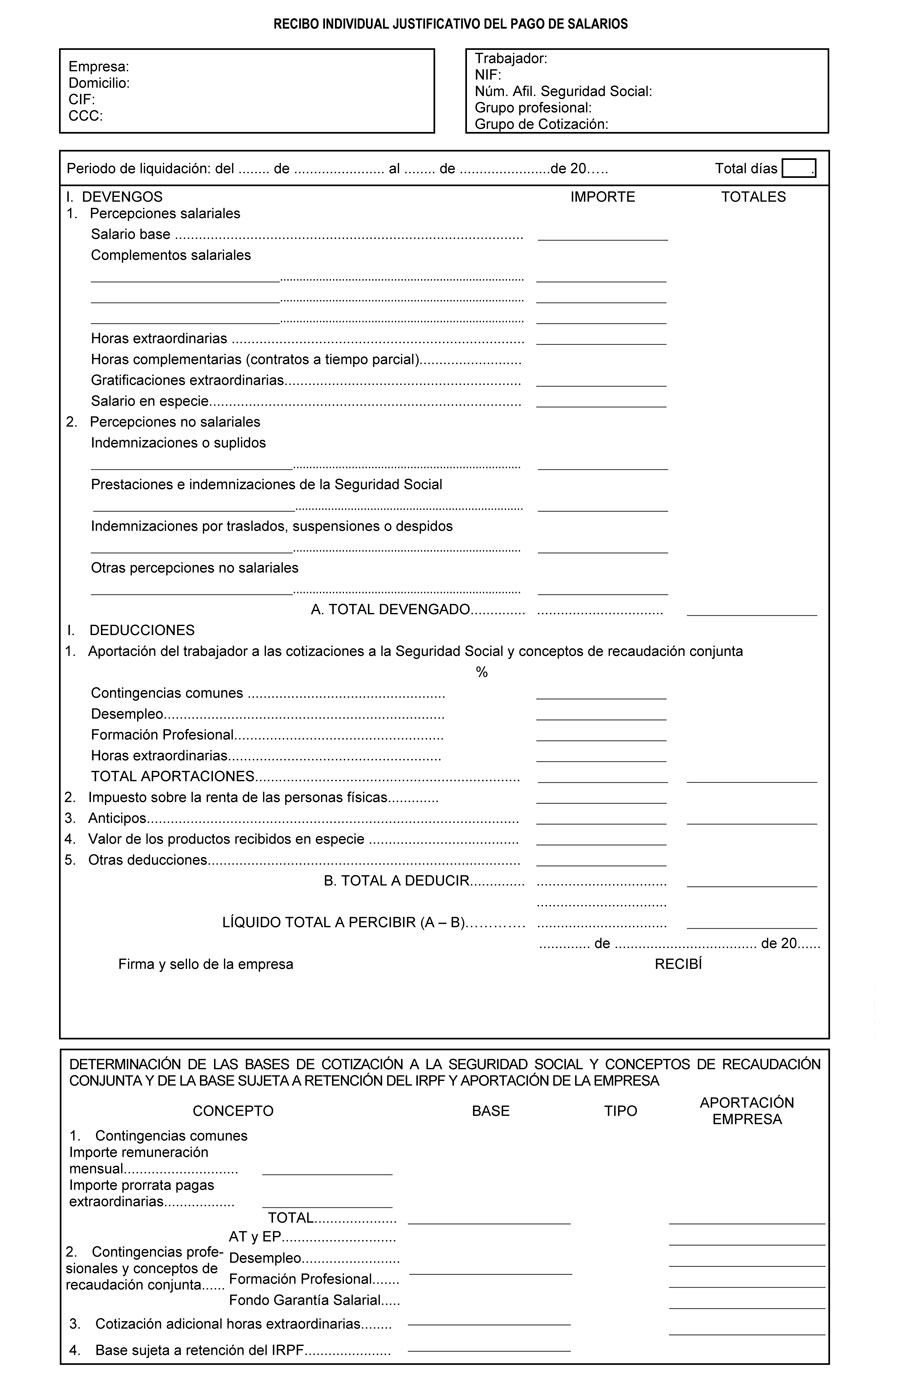 RECIBO INDIVIDUAL JUSTIFICATIVO DEL PAGO DE SALARIOS
Empresa:
Domicilio:
CIF:
CCC:
Trabajador:
NIF:
Núm. Afil. Seguridad Social:
Grupo profesional:
Grupo de Cotización:
Periodo de liquidación: del ........ de ....................... al ........ de .......................de 20….. Total días
I. DEVENGOS IMPORTE TOTALES
1. Percepciones salariales
Salario base ........................................................................................
Complementos salariales
Horas extraordinarias ..........................................................................
Horas complementarias (contratos a tiempo parcial)..........................
Gratificaciones extraordinarias............................................................
Salario en especie...............................................................................
2. Percepciones no salariales
Indemnizaciones o suplidos
Prestaciones e indemnizaciones de la Seguridad Social
Indemnizaciones por traslados, suspensiones o despidos
Otras percepciones no salariales
A. TOTAL DEVENGADO.............. ................................
I. DEDUCCIONES
1. Aportación del trabajador a las cotizaciones a la Seguridad Social y conceptos de recaudación conjunta
%
Contingencias comunes ..................................................
Desempleo.......................................................................
Formación Profesional.....................................................
Horas extraordinarias......................................................
TOTAL APORTACIONES...................................................................
2. Impuesto sobre la renta de las personas físicas.............
3. Anticipos..............................................................................................
4. Valor de los productos recibidos en especie ......................................
5. Otras deducciones...............................................................................
B. TOTAL A DEDUCIR.............. .................................
.................................
LÍQUIDO TOTAL A PERCIBIR (A – B)…………. .................................
............. de .................................... de 20......
Firma y sello de la empresa RECIBÍ
DETERMINACIÓN DE LAS BASES DE COTIZACIÓN A LA SEGURIDAD SOCIAL Y CONCEPTOS DE RECAUDACIÓN
CONJUNTA Y DE LA BASE SUJETA A RETENCIÓN DEL IRPF Y APORTACIÓN DE LA EMPRESA
CONCEPTO BASE TIPO APORTACIÓN
EMPRESA
1. Contingencias comunes
Importe remuneración
mensual.............................
Importe prorrata pagas
extraordinarias..................
TOTAL.....................
AT y EP.............................
2. Contingencias profe-
sionales y conceptos de
recaudación conjunta......
Desempleo.........................
Formación Profesional.......
Fondo Garantía Salarial.....
3. Cotización adicional horas extraordinarias........
4. Base sujeta a retención del IRPF......................